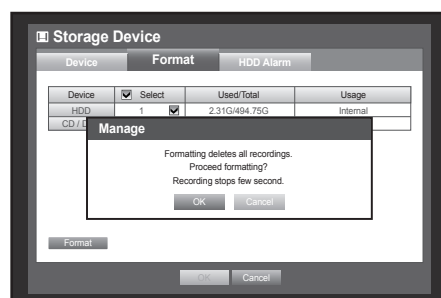 Storage Device
Device Format HDD Alarm
Device Select Used/Total Usage
HDD 1 2.31G/494.75G Internal
CD / D
Manage
Formatting deletes all recordings.
Proceed formatting?
Recording stops few second.
OK Cancel
Format
OK Cancel